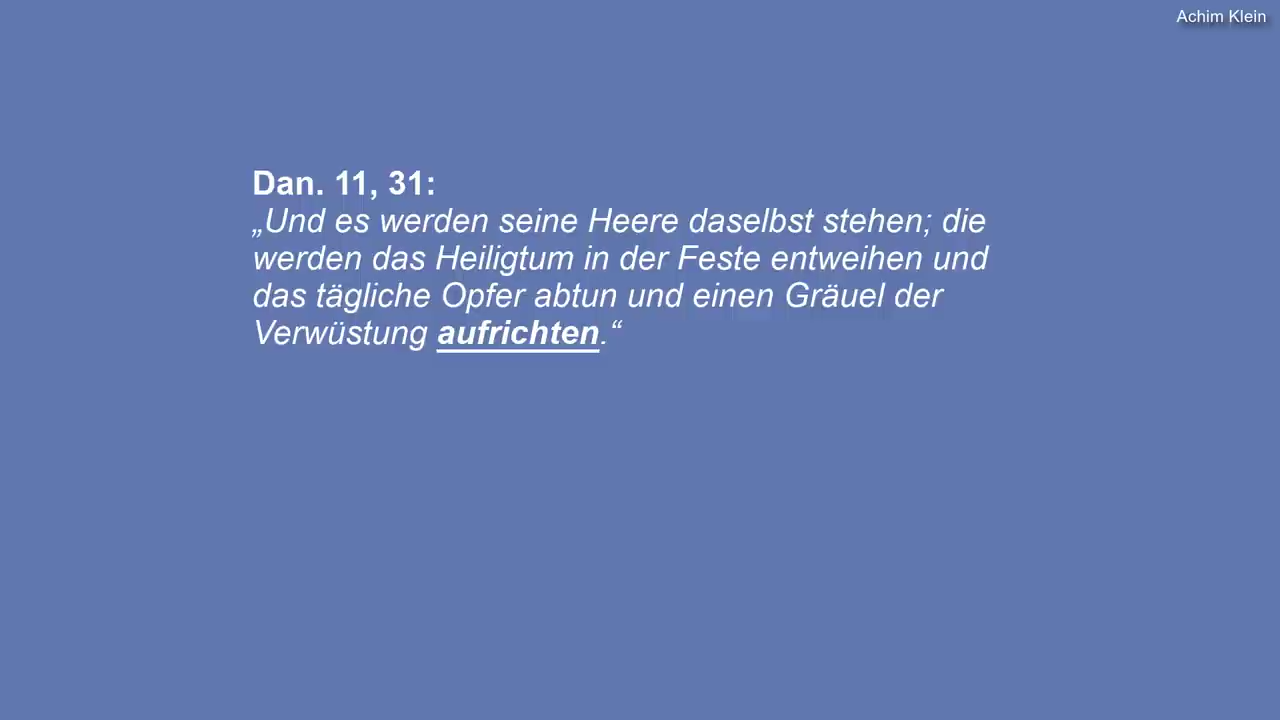 Achim Klein
Dan. 11, 31:
„Und es werden seine Heere daselbst stehen; die
werden das Heiligtum in der Feste entweihen und
das tägliche Opfer abtun und einen Gräuel der
Verwüstung aufrichten.“